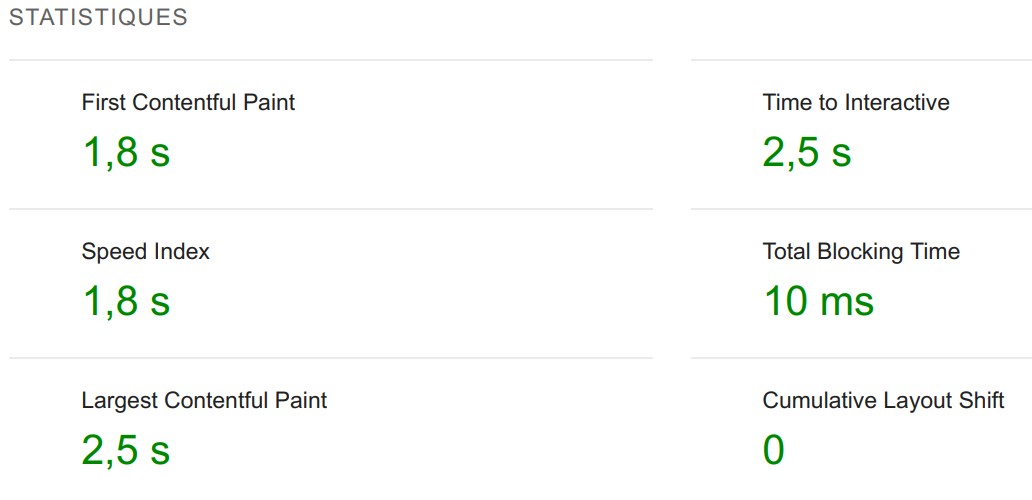 STATISTIQUES
First Contentful Paint
1,8 s
Time to Interactive
2,5 s
Speed Index
1,8 s
Total Blocking Time
10 ms
Largest Contentful Paint
2,5 s
Cumulative Layout Shift
0